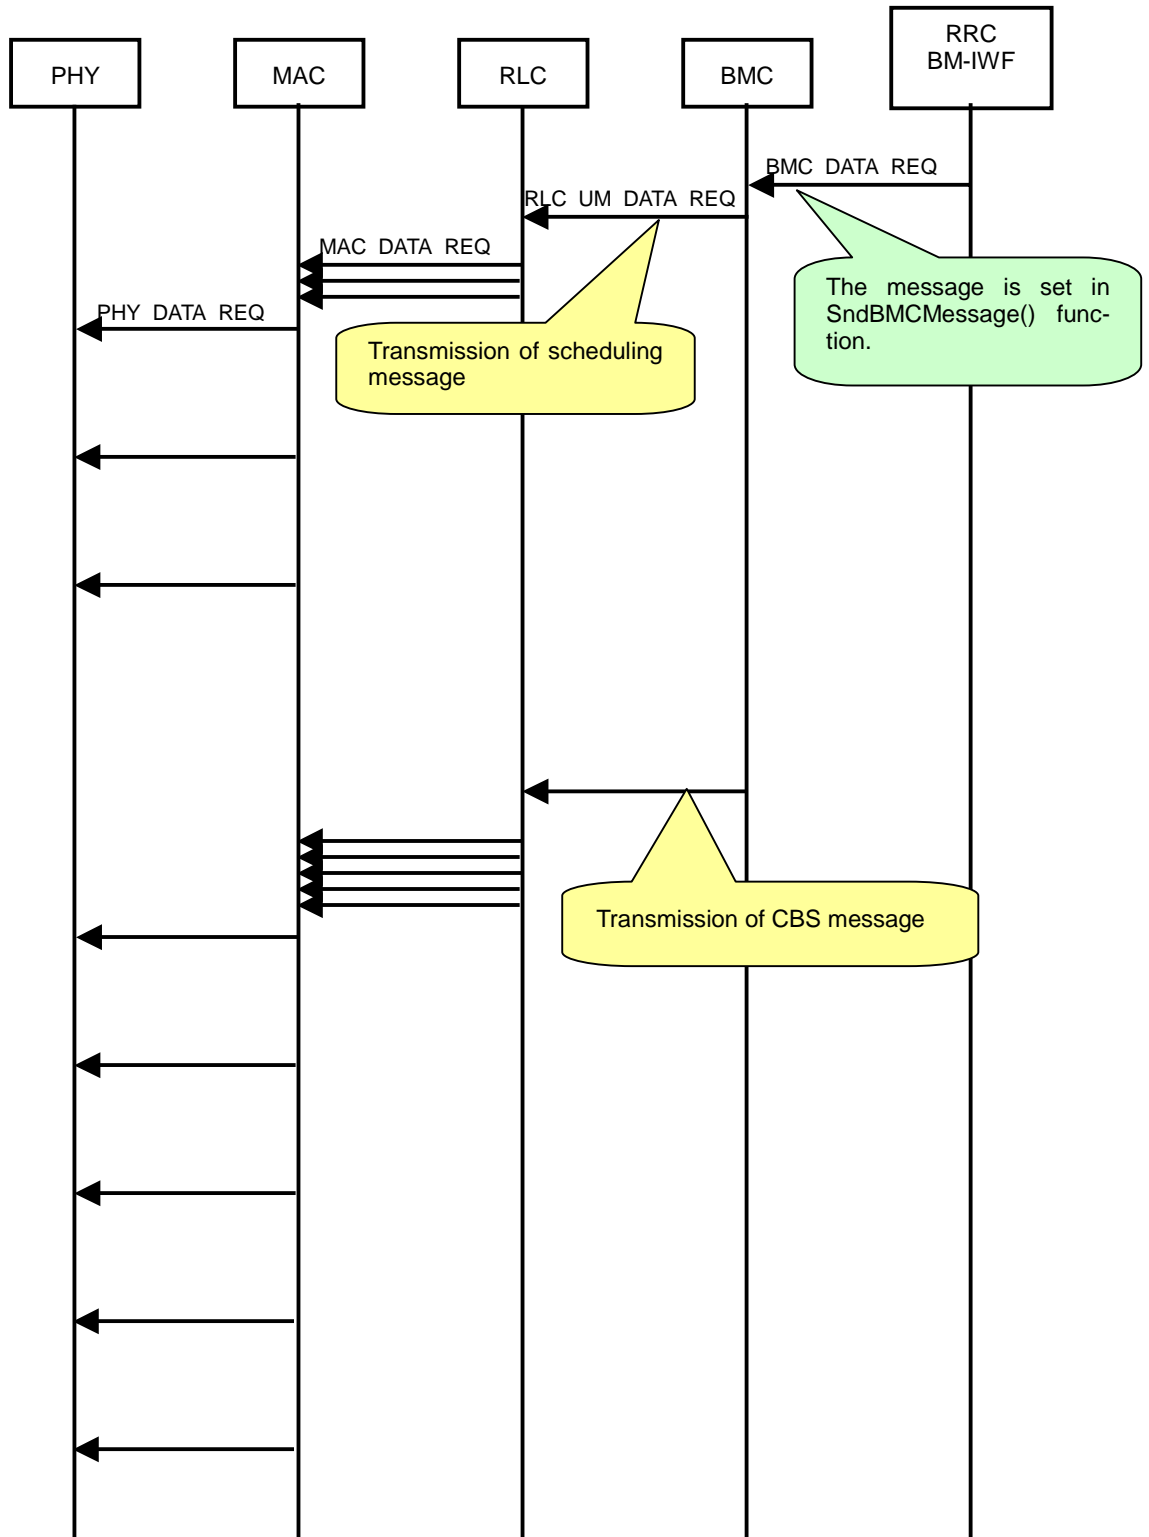 PHY
MAC
RLC
BMC
RRC
BM-IWF
BMC DATA REQ
RLC UM DATA REQ
MAC DATA REQ
PHY DATA REQ
The message is set in
SndBMCMessage() func-
tion.
Transmission of scheduling
message
Transmission of CBS message